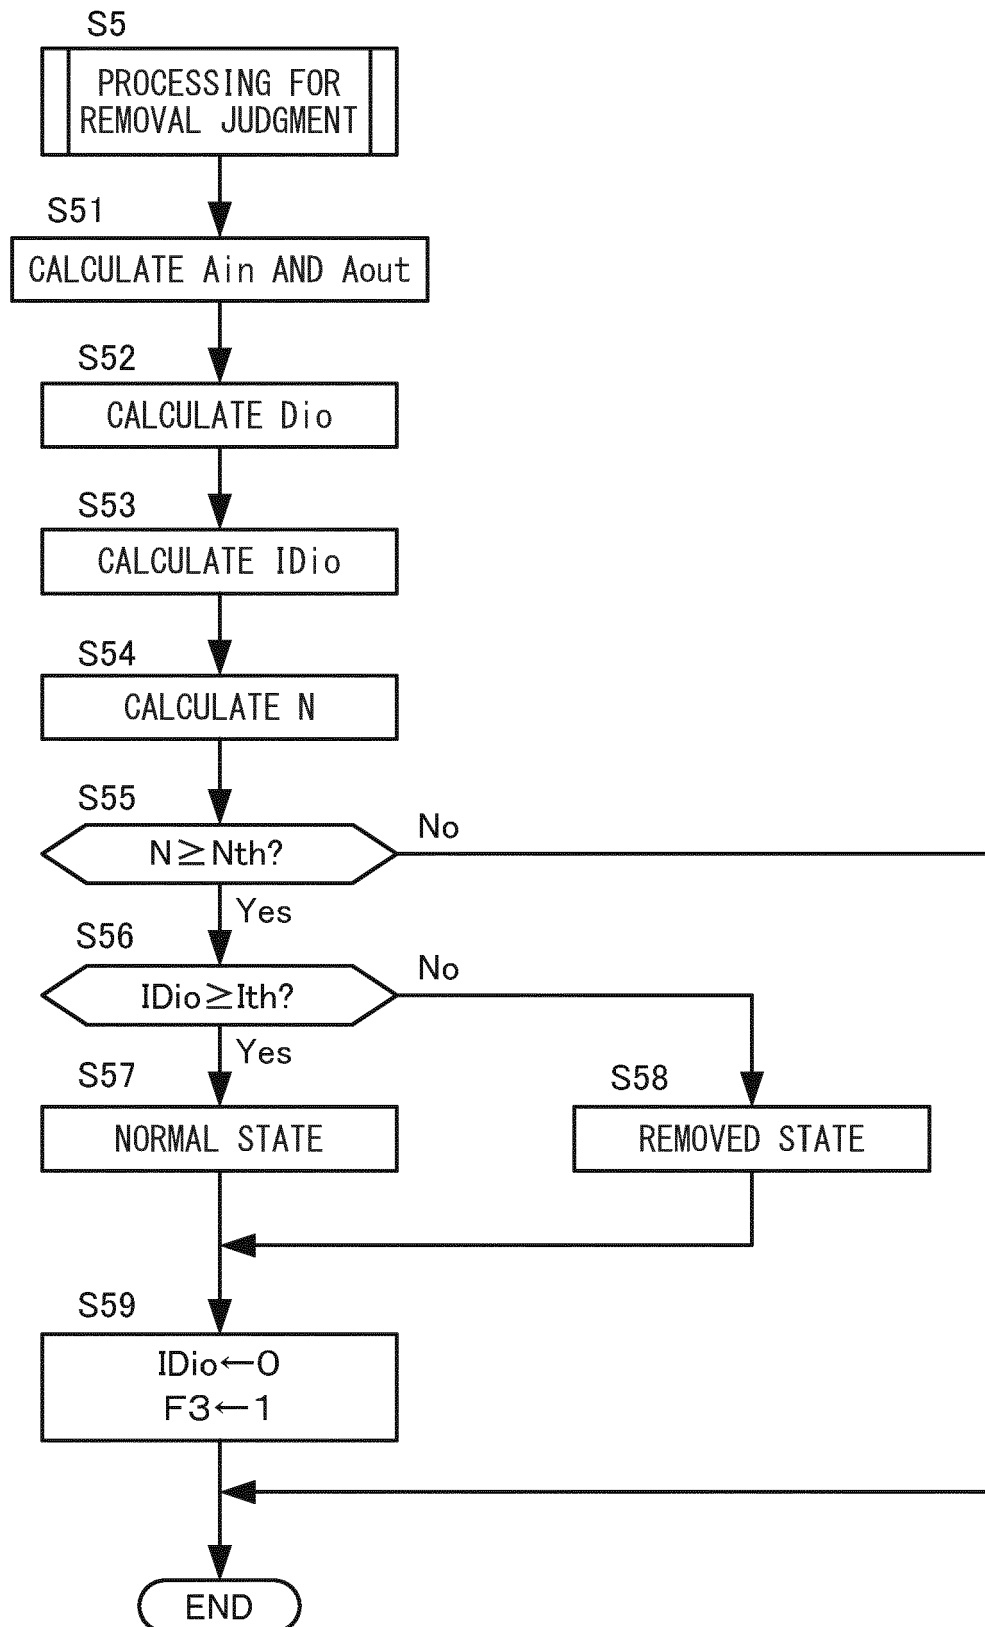 S5
PROCESSING FOR
REMOVAL JUDGMENT
S51
CALCULATE Ain AND Aout
S52
CALCULATE Dio
S53
CALCULATE IDio
S54
CALCULATE N
S55
N≧Nth?
No
Yes
S56
IDio≧Ith?
No
Yes
S57
NORMAL STATE
S58
REMOVED STATE
S59
IDio←0
F3←1
END